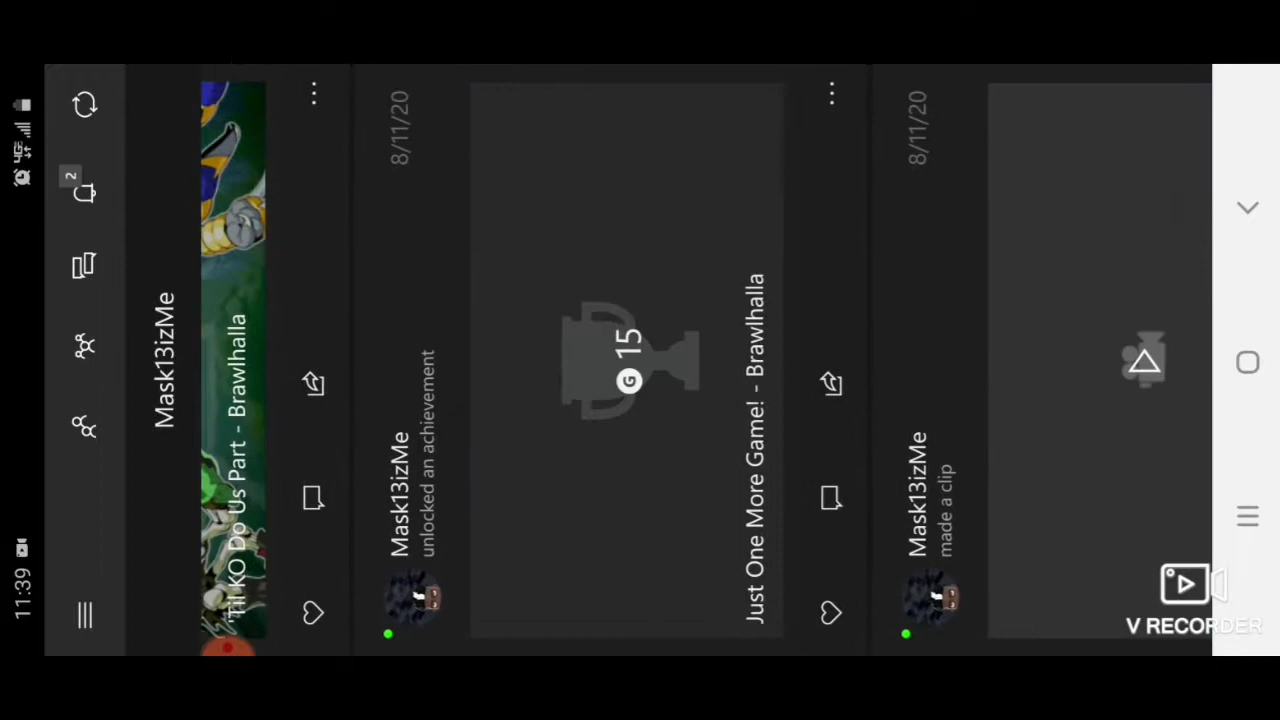 11:39
4GE
2
Mask13izMe
'Til KO Do Us Part - Brawlhalla
Mask13izMe
8/11/20
unlocked an achievement
G 15
Just One More Game! - Brawlhalla
Mask13izMe
8/11/20
made a clip
V RECORDER